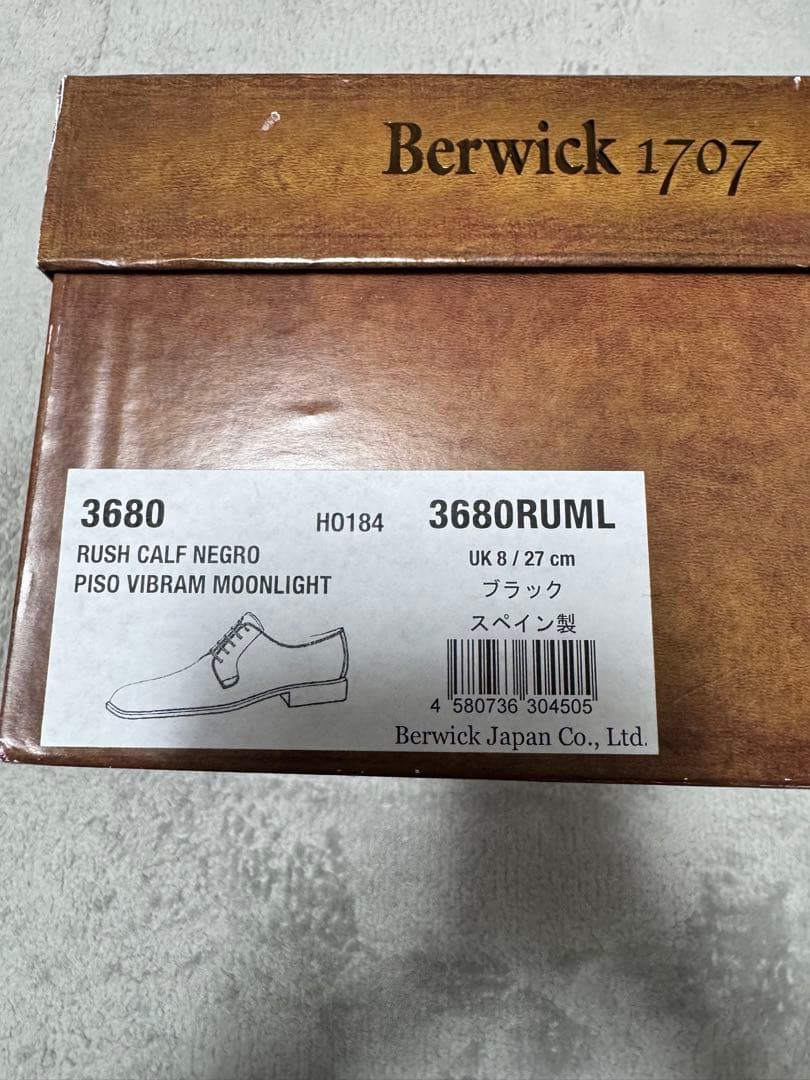 Berwick 1707
3680 HO184 3680RUML
RUSH CALF NEGRO
PISO VIBRAM MOONLIGHT
UK 8 / 27 cm
ブラック
スペイン製
4 580736 304505
Berwick Japan Co., Ltd.